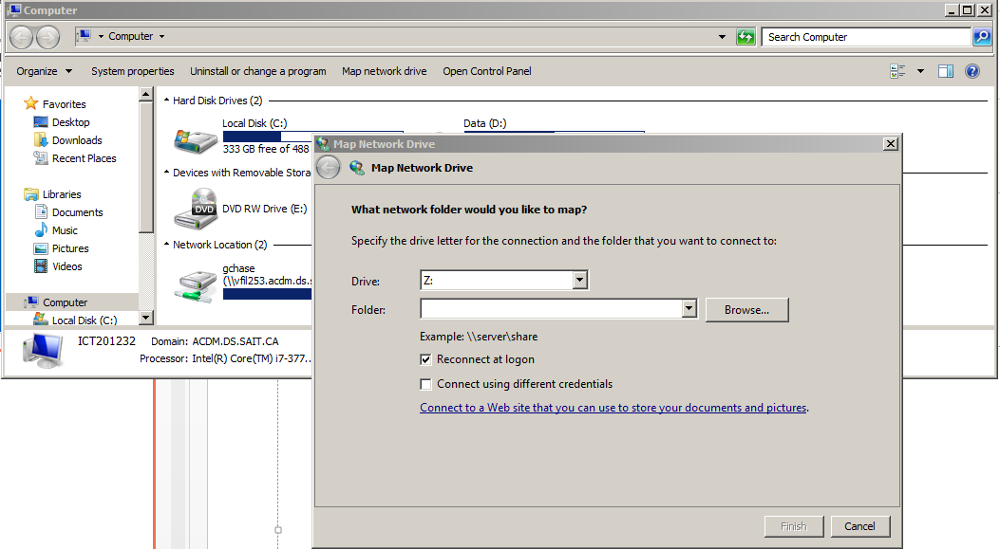 Computer
Computer
Search Computer
Organize System properties Uninstall or change a program Map network drive Open Control Panel
Favorites
Desktop
Downloads
Recent Places
Libraries
Documents
Music
Pictures
Videos
Computer
Local Disk (C:)
Hard Disk Drives (2)
Local Disk (C:)
333 GB free of 488
Data (D:)
Devices with Removable Stora
DVD
DVD RW Drive (E:)
Network Location (2)
gchase
(\\vfil253.acdm.ds.s
ICT201232 Domain: ACDM.DS.SAIT.CA
Processor: Intel(R) Core(TM) i7-377...
Map Network Drive
Map Network Drive
What network folder would you like to map?
Specify the drive letter for the connection and the folder that you want to connect to:
Drive: Z:
Folder: Browse...
Example: \\server\share
Reconnect at logon
Connect using different credentials
Connect to a Web site that you can use to store your documents and pictures.
Finish Cancel